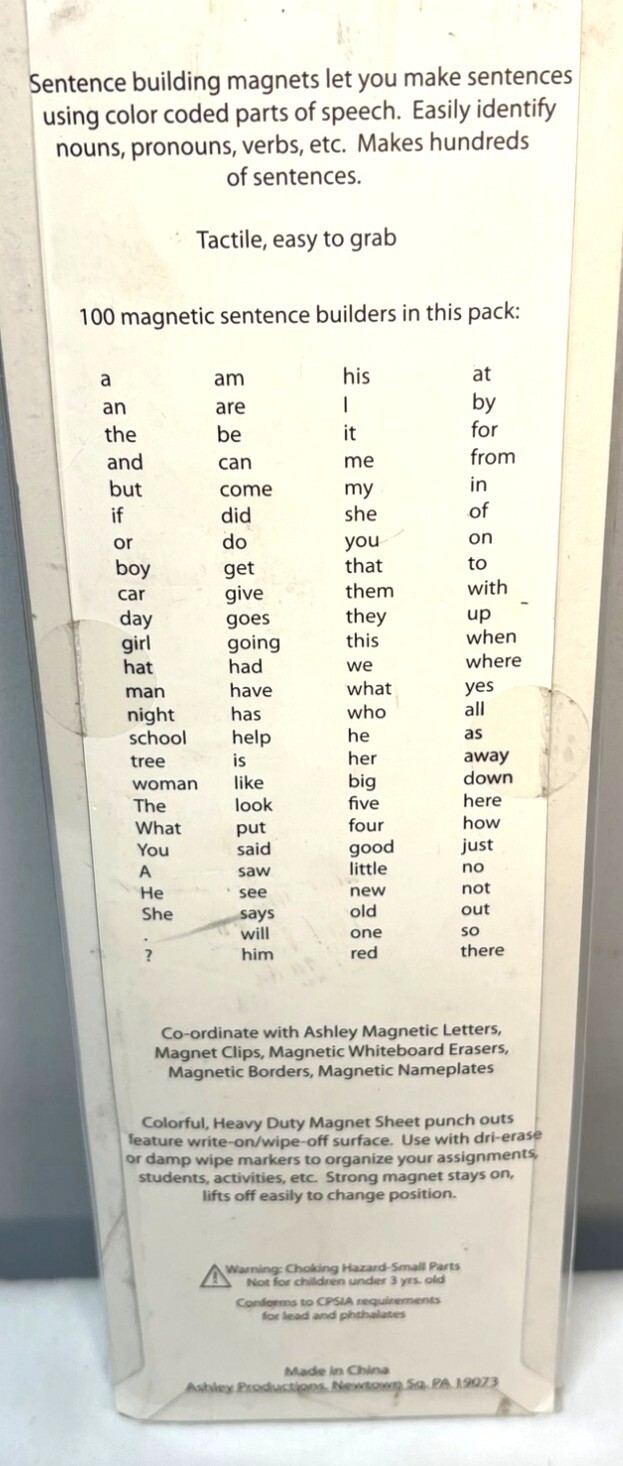 Sentence building magnets let you make sentences
using color coded parts of speech. Easily identify
nouns, pronouns, verbs, etc. Makes hundreds
of sentences.
Tactile, easy to grab
100 magnetic sentence builders in this pack:
a am his at
an are I by
the be it for
and can me from
but come my in
if did she of
or do you on
boy get that to
car give them with
day goes they up
girl going this when
hat had we where
man have what yes
night has who all
school help he as
tree is her away
woman like big down
The look five here
What put four how
You said good just
A saw little no
He see new not
She says old out
. will one so
? him red there
Co-ordinate with Ashley Magnetic Letters,
Magnet Clips, Magnetic Whiteboard Erasers,
Magnetic Borders, Magnetic Nameplates
Colorful, Heavy Duty Magnet Sheet punch outs
feature write-on/wipe-off surface. Use with dri-erase
or damp wipe markers to organize your assignments,
students, activities, etc. Strong magnet stays on,
lifts off easily to change position.
Warning: Choking Hazard-Small Parts
Not for children under 3 yrs. old
Conforms to CPSIA requirements
for lead and phthalates
Made in China
Ashley Productions, Newtown Sq. PA 19073